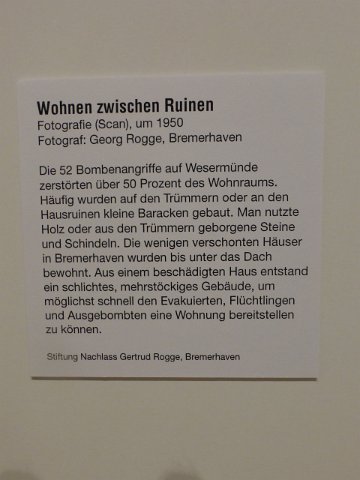 Wohnen zwischen Ruinen
Fotografie (Scan), um 1950
Fotograf: Georg Rogge, Bremerhaven
Die 52 Bombenangriffe auf Wesermünde
zerstörten über 50 Prozent des Wohnraums.
Häufig wurden auf den Trümmern oder an den
Hausruinen kleine Baracken gebaut. Man nutzte
Holz oder aus den Trümmern geborgene Steine
und Schindeln. Die wenigen verschonten Häuser
in Bremerhaven wurden bis unter das Dach
bewohnt. Aus einem beschädigten Haus entstand
ein schlichtes, mehrstöckiges Gebäude, um
möglichst schnell den Evakuierten, Flüchtlingen
und Ausgebombten eine Wohnung bereitstellen
zu können.
Stiftung Nachlass Gertrud Rogge, Bremerhaven